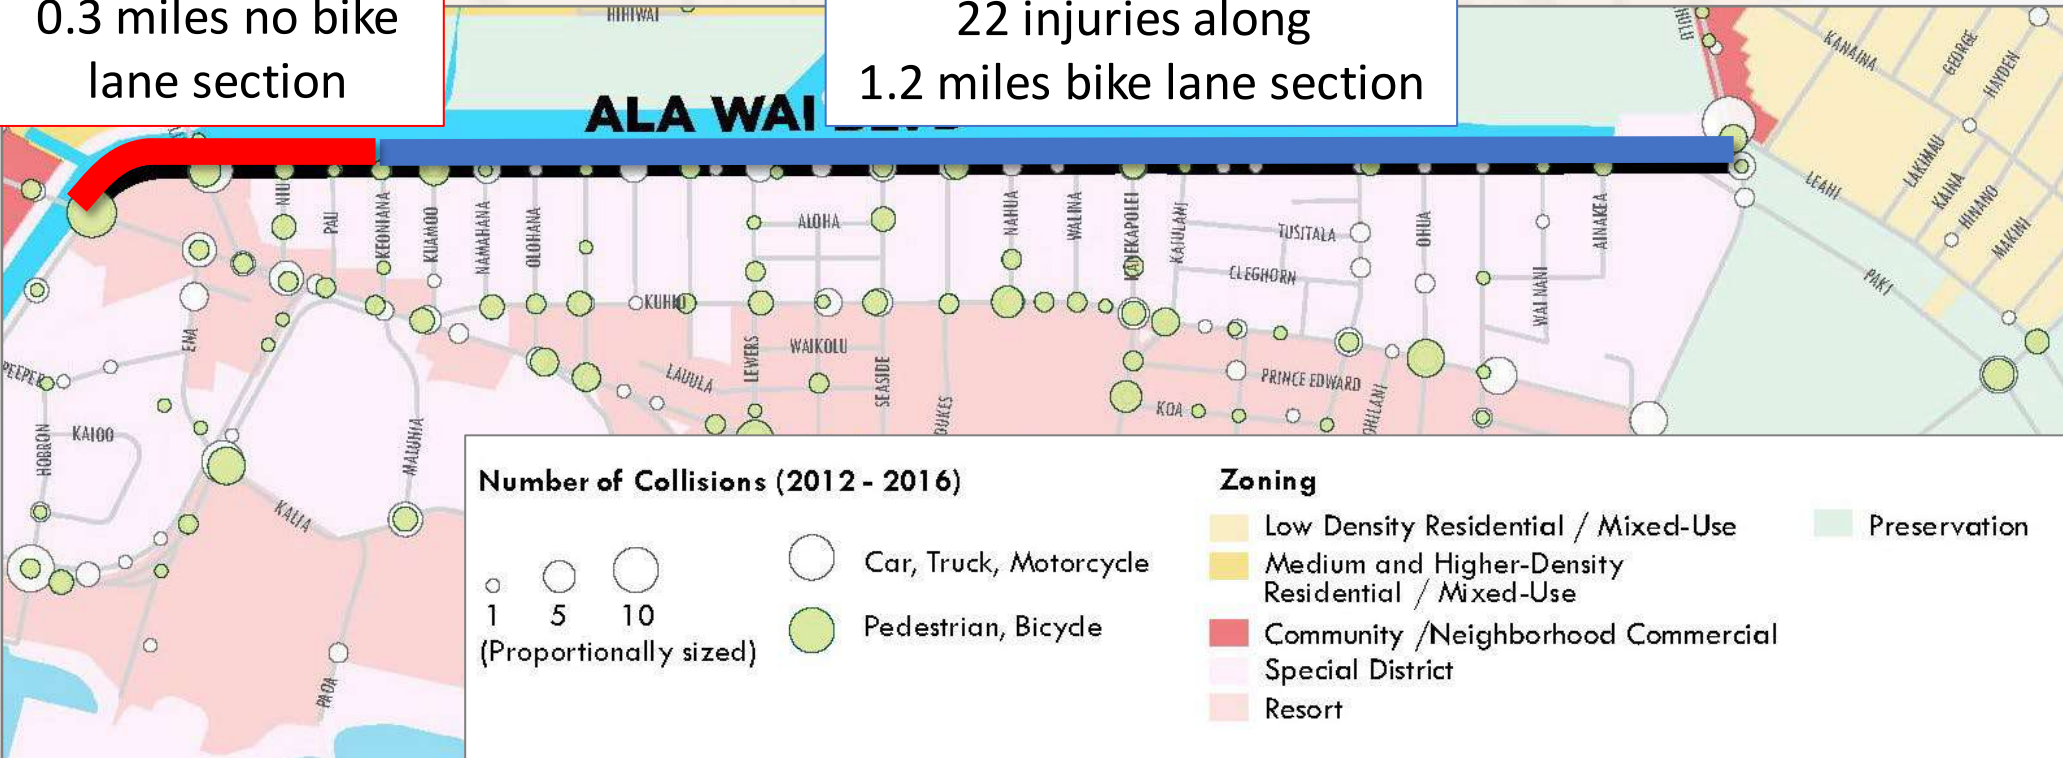 0.3 miles no bike
lane section
22 injuries along
1.2 miles bike lane section
HIHIWAI
ALA WAI BLVD
KANAINA
GEORGE
HAYDEN
LAKIMAU
KAINA
HINANO
MAKINI
LEAHI
PAKI
NIU
PAU
KEONIANA
KUAMOO
NAMAHANA
OLOHANA
ALOHA
NAHUA
WALINA
KANEKAPOLEI
KAIULANI
TUSITALA
CLEGHORN
OHUA
WAI NANI
AINAKEA
KUHIO
ENA
LEWERS
WAIKOLU
LAUULA
SEASIDE
DUKES
PRINCE EDWARD
KOA
KALIA
MALUHIA
HOBRON
KAIOO
PAOA
Number of Collisions (2012 - 2016)
1 5 10
(Proportionally sized)
Car, Truck, Motorcycle
Pedestrian, Bicycle
Zoning
Low Density Residential / Mixed-Use
Medium and Higher-Density
Residential / Mixed-Use
Community /Neighborhood Commercial
Special District
Resort
Preservation